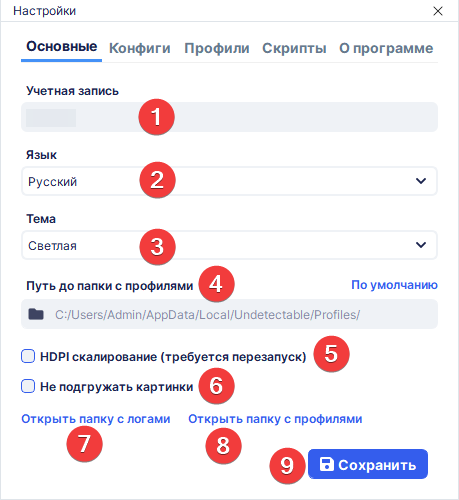 Настройки
Основные Конфиги Профили Скрипты О программе
Учетная запись
1
Язык
Русский 2
Тема
Светлая 3
Путь до папки с профилями 4 По умолчанию
C:/Users/Admin/AppData/Local/Undetectable/Profiles/
HDPI скалирование (требуется перезапуск) 5
Не подгружать картинки 6
Открыть папку с логами Открыть папку с профилями
7 8
9 Сохранить